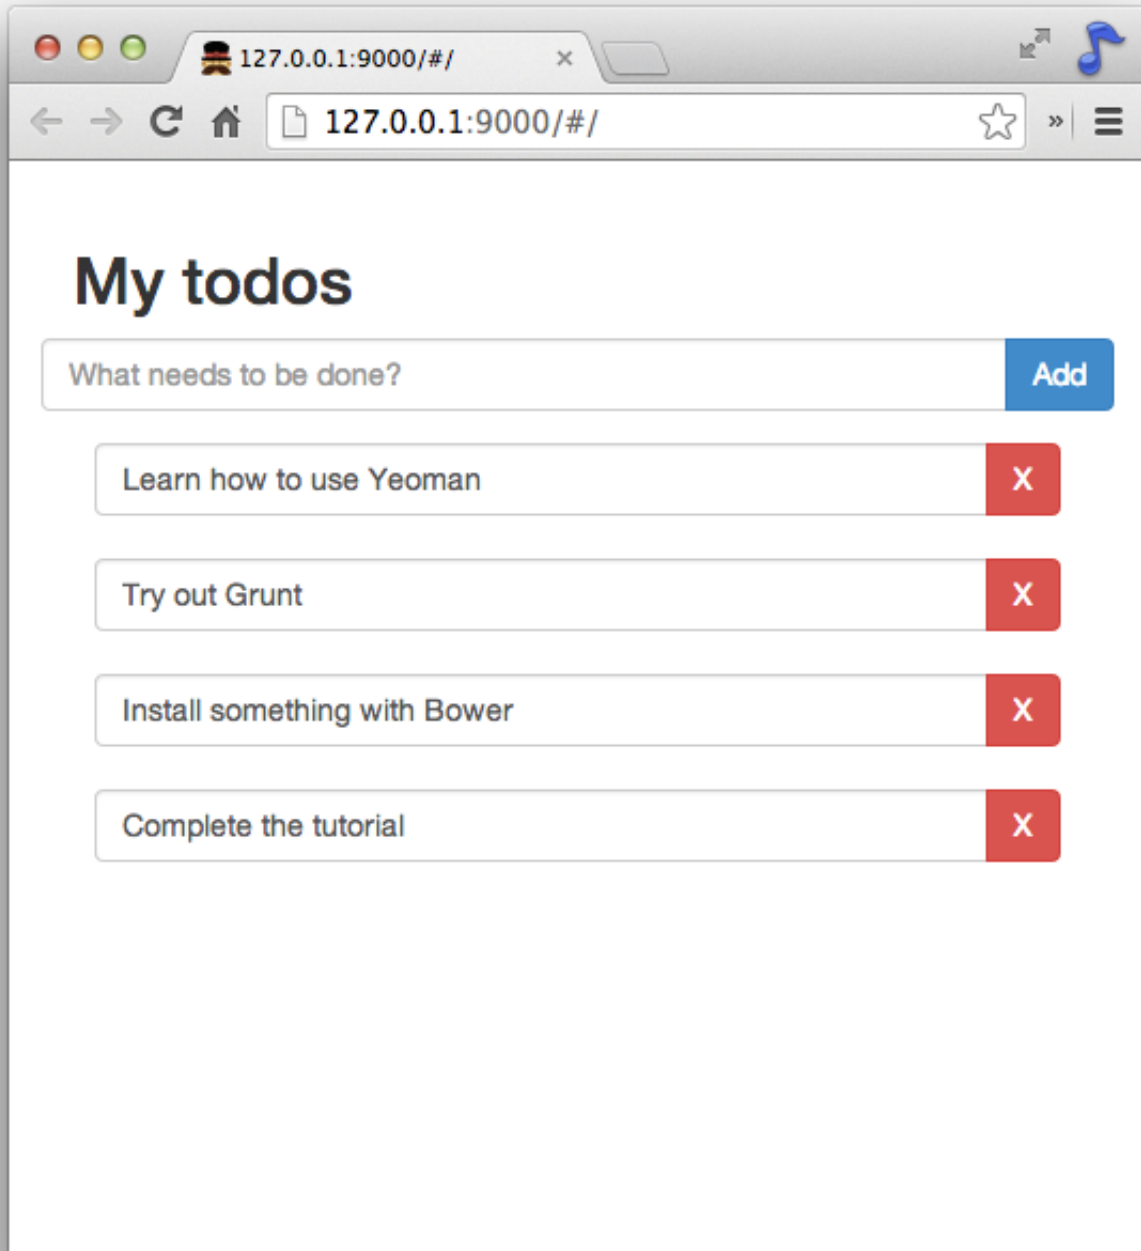 127.0.0.1:9000/#/
127.0.0.1:9000/#/
»
My todos
What needs to be done?
Add
Learn how to use Yeoman
X
Try out Grunt
X
Install something with Bower
X
Complete the tutorial
X